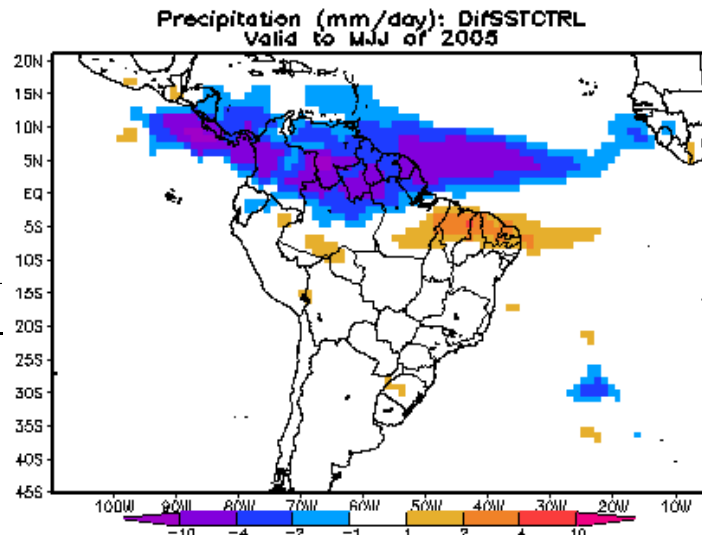 Precipitation (mm/day): DifSSTCTRL
Valid to MJJ of 2005
20N
15N
10N
5N
EQ
5S
10S
15S
20S
25S
30S
35S
40S
45S
100W 90W 80W 70W 60W 50W 40W 30W 20W 10W
-10 -4 -2 -1 1 2 4 10